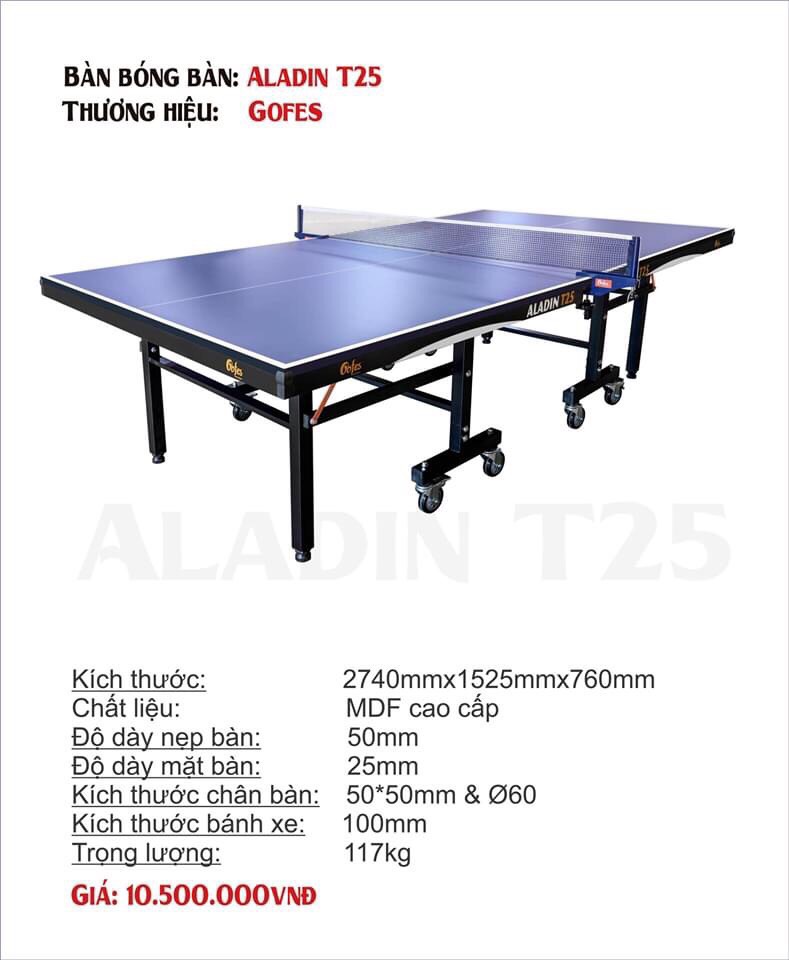 BÀN BÓNG BÀN: ALADIN T25
THƯƠNG HIỆU: GOFES
ALADIN T25
Gofes
Gofes
ALADIN T25
Kích thước: 2740mmx1525mmx760mm
Chất liệu: MDF cao cấp
Độ dày nẹp bàn: 50mm
Độ dày mặt bàn: 25mm
Kích thước chân bàn: 50*50mm & Ø60
Kích thước bánh xe: 100mm
Trọng lượng: 117kg
GIÁ: 10.500.000VNĐ